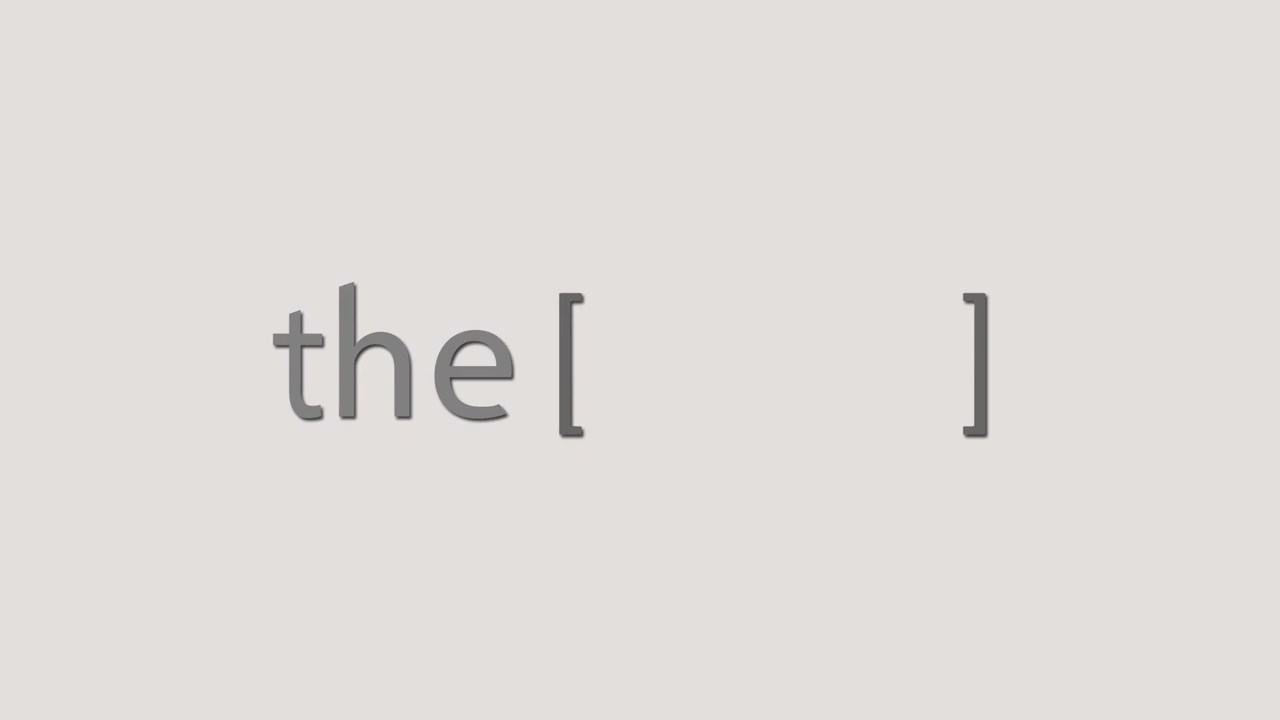 the [ ]